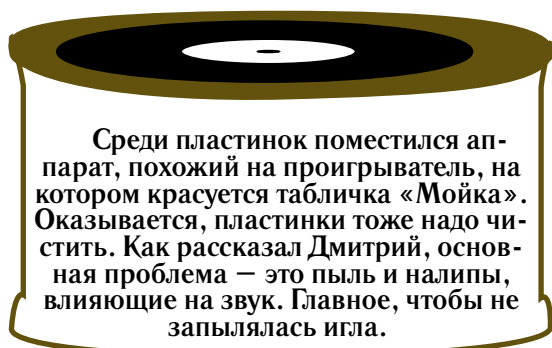 Среди пластинок поместился ап-
парат, похожий на проигрыватель, на
котором красуется табличка «Мойка».
Оказывается, пластинки тоже надо чи-
стить. Как рассказал Дмитрий, основ-
ная проблема – это пыль и налипы,
влияющие на звук. Главное, чтобы не
запылялась игла.